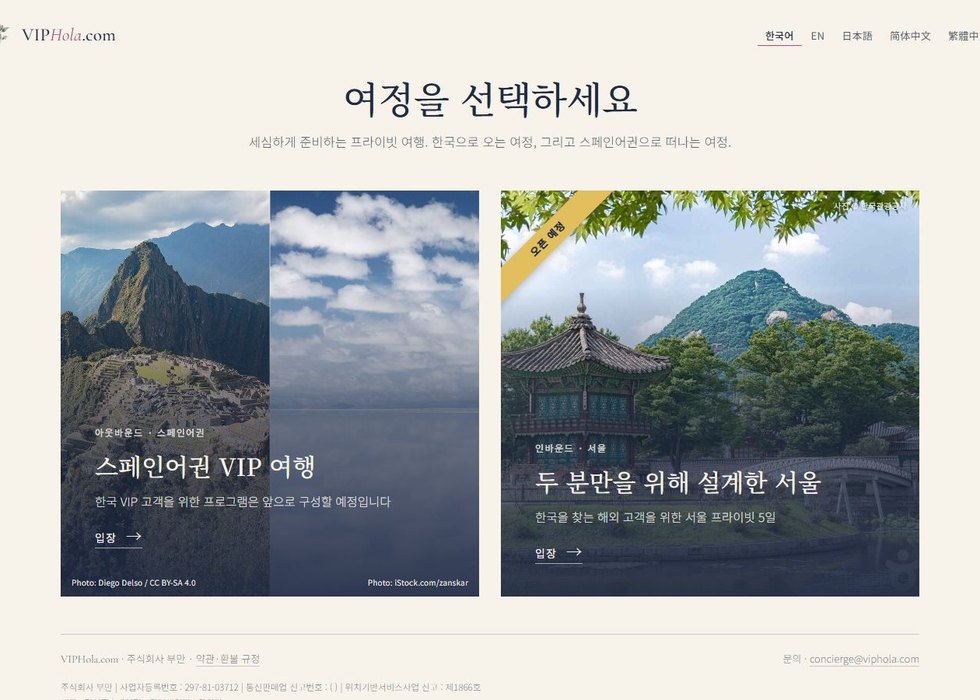 VIPHola.com
한국어 EN 日本語 简体中文 繁體中
여정을 선택하세요
세심하게 준비하는 프라이빗 여행. 한국으로 오는 여정, 그리고 스페인어권으로 떠나는 여정.
아웃바운드 · 스페인어권
스페인어권 VIP 여행
한국 VIP 고객을 위한 프로그램은 앞으로 구성할 예정입니다
입장 →
Photo: Diego Delso / CC BY-SA 4.0
Photo: iStock.com/zanskar
오픈 예정
인바운드 · 서울
두 분만을 위해 설계한 서울
한국을 찾는 해외 고객을 위한 서울 프라이빗 5일
입장 →
VIPHola.com · 주식회사 부만 · 약관·환불 규정
문의 · concierge@viphola.com
주식회사 부만 | 사업자등록번호 : 297-81-03712 | 통신판매업 신고번호 : ( ) | 위치기반서비스사업 신고 : 제1866호